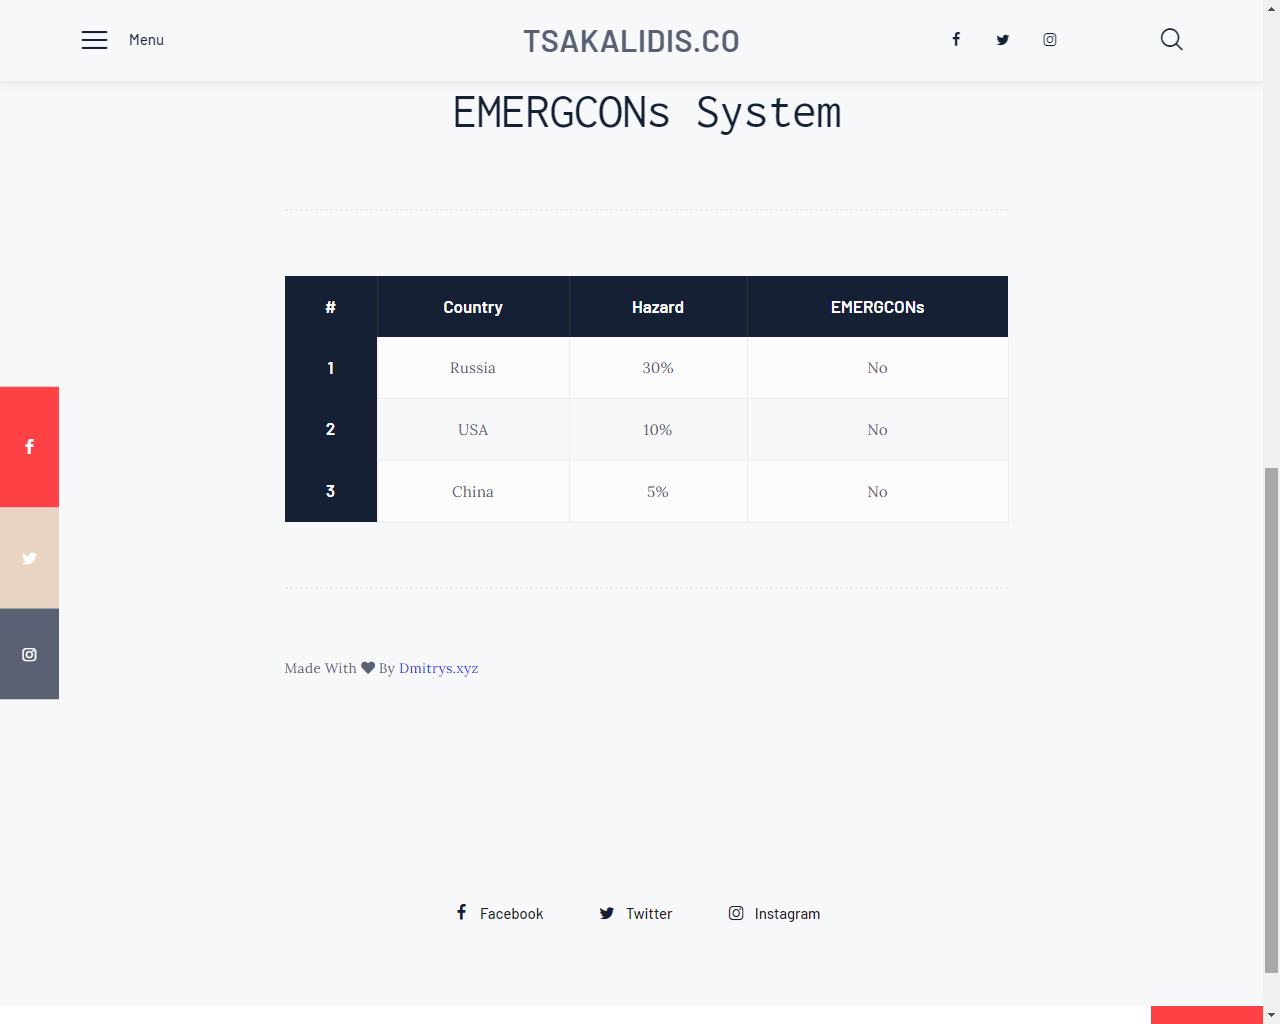 Menu
TSAKALIDIS.CO
EMERGCONs System
# Country Hazard EMERGCONs
1 Russia 30% No
2 USA 10% No
3 China 5% No
Made With By Dmitrys.xyz
Facebook Twitter Instagram